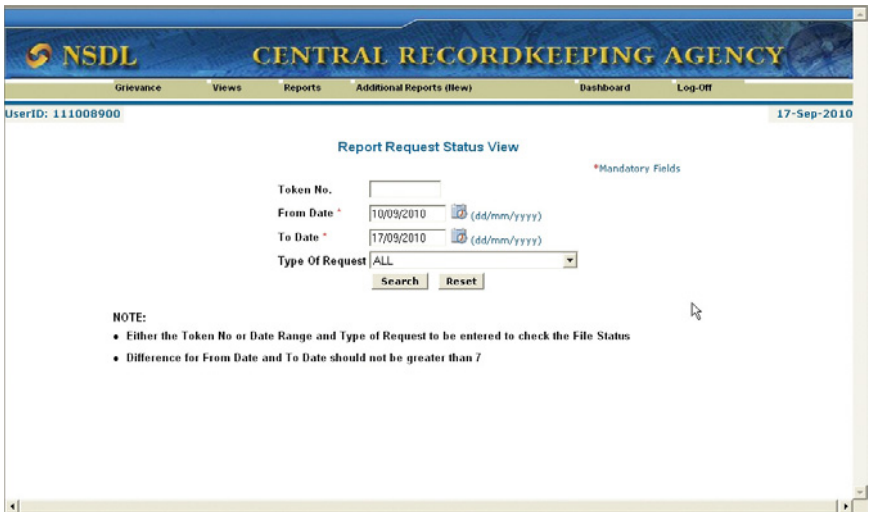 NSDL CENTRAL RECORDKEEPING AGENCY
Grievance Views Reports Additional Reports (New) Dashboard Log-Off
UserID: 111008900 17-Sep-2010
Report Request Status View
*Mandatory Fields
Token No.
From Date * 10/09/2010 (dd/mm/yyyy)
To Date * 17/09/2010 (dd/mm/yyyy)
Type Of Request ALL
Search Reset
NOTE:
• Either the Token No or Date Range and Type of Request to be entered to check the File Status
• Difference for From Date and To Date should not be greater than 7